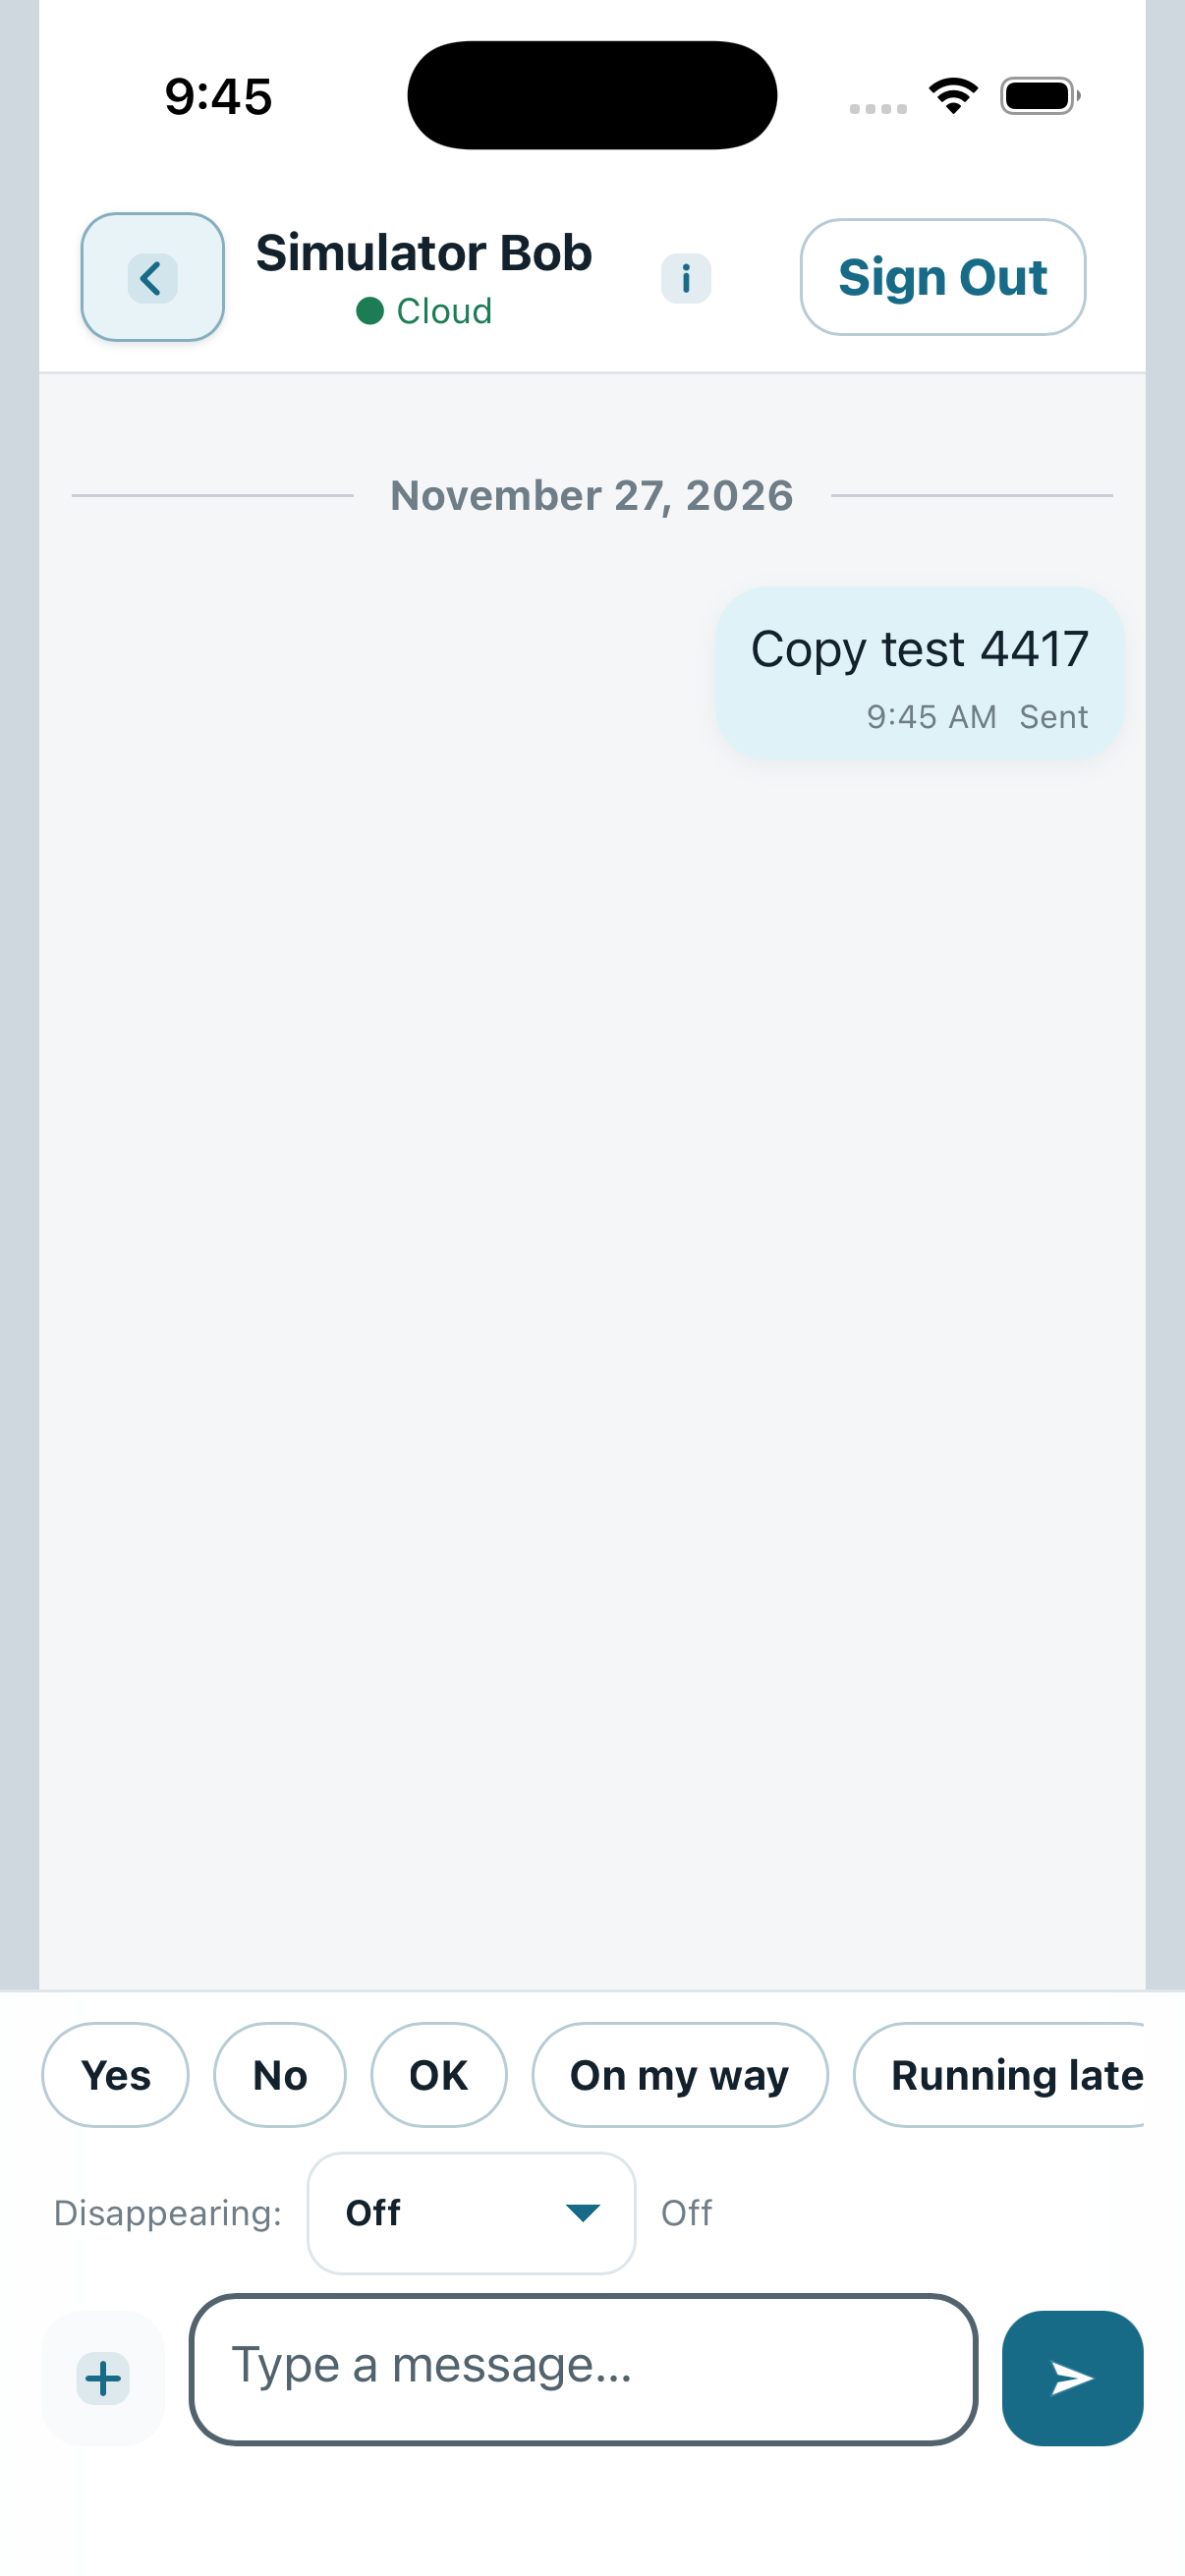 9:45
Simulator Bob
Cloud
Sign Out
November 27, 2026
Copy test 4417
9:45 AM Sent
Yes No OK On my way Running late
Disappearing: Off Off
Type a message...